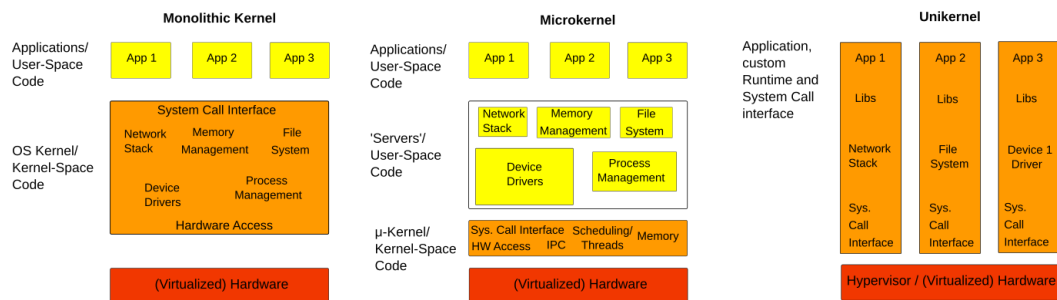 Monolithic Kernel
Applications/
User-Space
Code
App 1
App 2
App 3
System Call Interface
Network
Stack
Memory
Management
File
System
OS Kernel/
Kernel-Space
Code
Device
Drivers
Process
Management
Hardware Access
(Virtualized) Hardware
Microkernel
Applications/
User-Space
Code
App 1
App 2
App 3
Network
Stack
Memory
Management
File
System
'Servers'/
User-Space
Code
Device
Drivers
Process
Management
μ-Kernel/
Kernel-Space
Code
Sys. Call Interface
Scheduling/
Threads
Memory
HW Access
IPC
(Virtualized) Hardware
Unikernel
Application,
custom
Runtime and
System Call
interface
App 1
Libs
Network
Stack
Sys.
Call
Interface
App 2
Libs
File
System
Sys.
Call
Interface
App 3
Libs
Device 1
Driver
Sys.
Call
Interface
Hypervisor / (Virtualized) Hardware